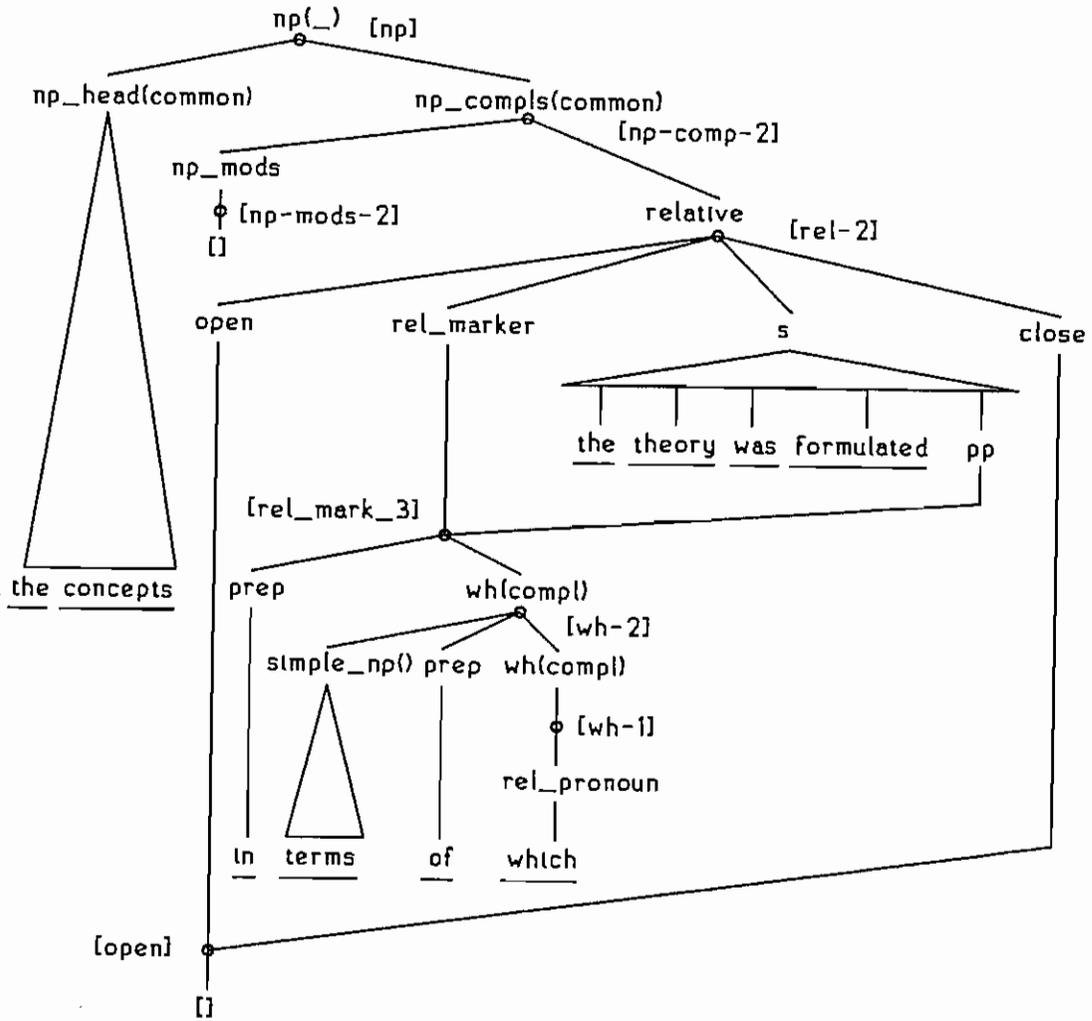 np(_) [np]
np_head(common) np_compls(common)
[np-comp-2]
np_mods
[np-mods-2]
[]
relative [rel-2]
open rel_marker s close
the theory was formulated pp
[rel_mark_3]
the concepts prep wh(compl)
[wh-2]
simple_np() prep wh(compl)
[wh-1]
rel_pronoun
in terms of which
[open]
[]